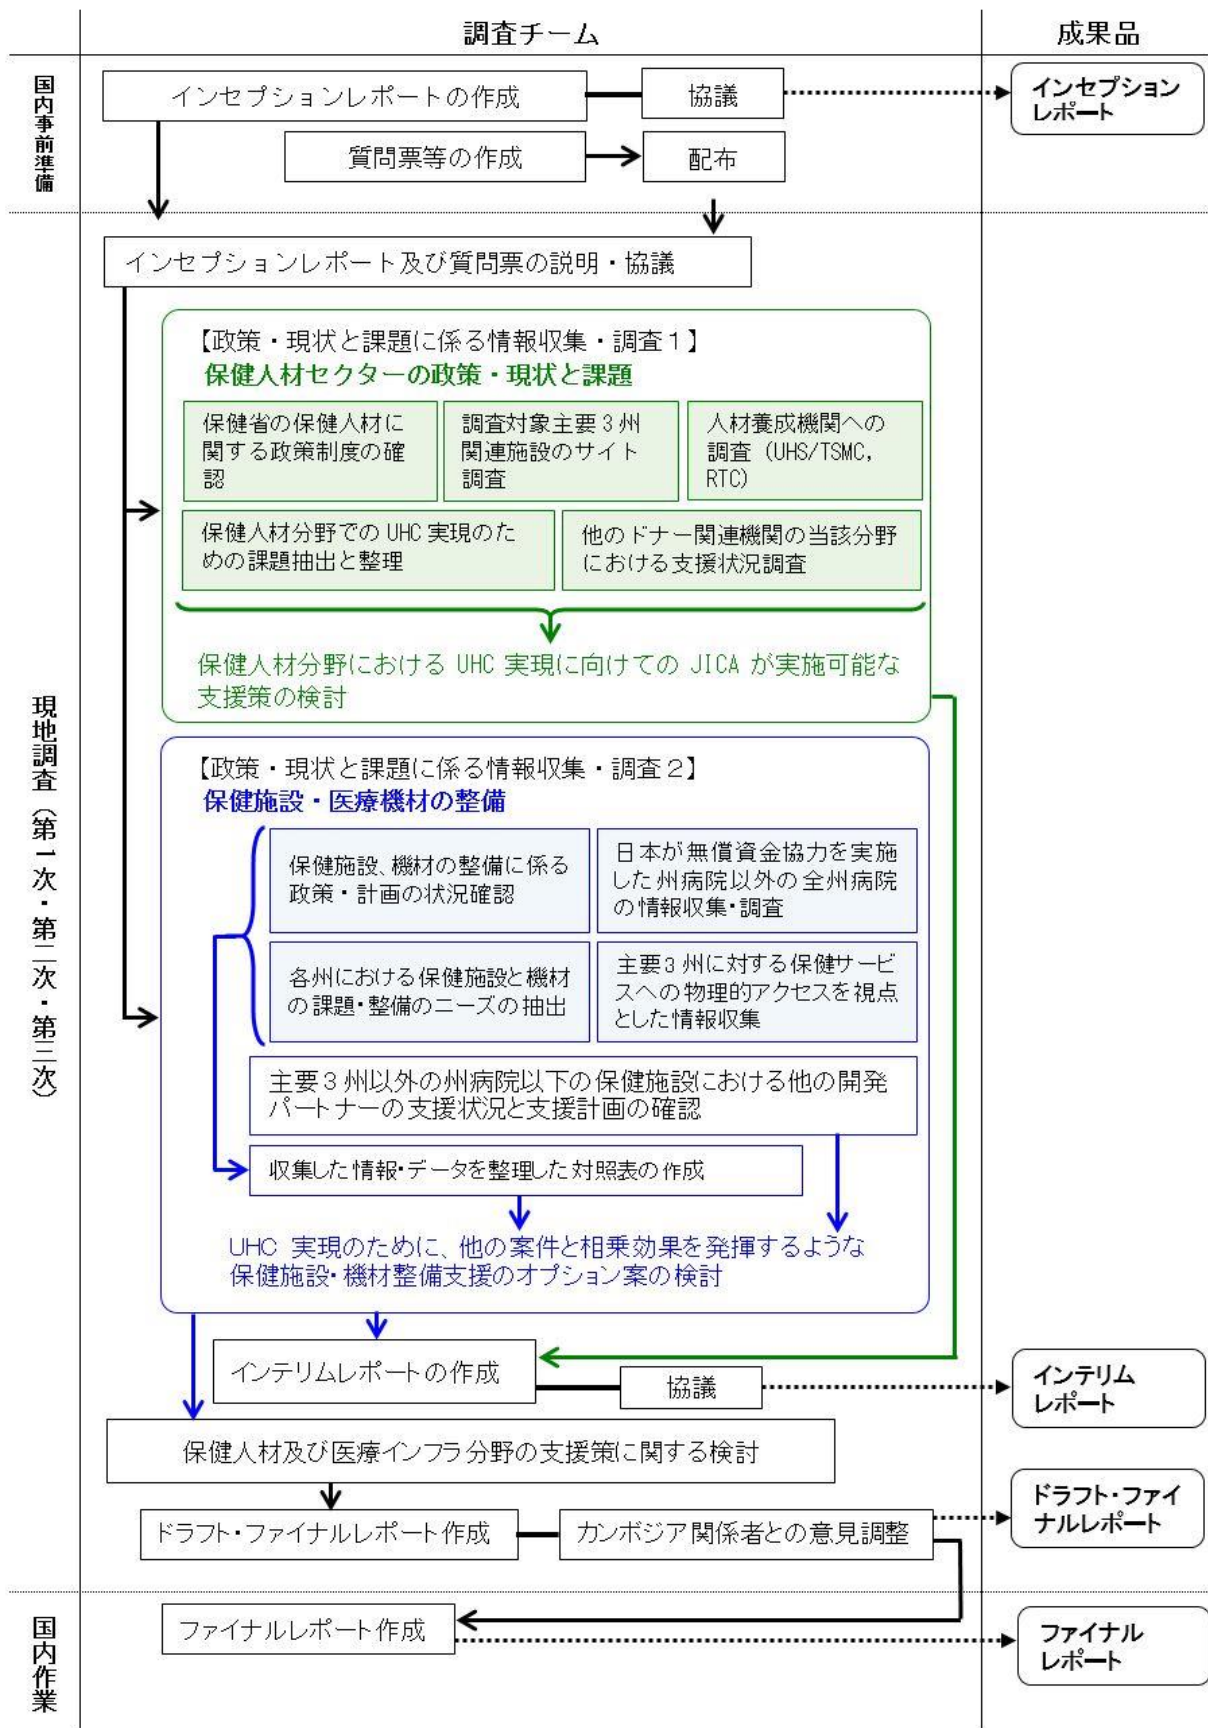 調査チーム
成果品
国内事前準備
インセプションレポートの作成
協議
インセプション
レポート
質問票等の作成
配布
現地調査（第一次・第二次・第三次）
インセプションレポート及び質問票の説明・協議
【政策・現状と課題に係る情報収集・調査１】
保健人材セクターの政策・現状と課題
保健省の保健人材に
関する政策制度の確
認
調査対象主要３州
関連施設のサイト
調査
人材養成機関への
調査（UHS/TSMC,
RTC）
保健人材分野での UHC 実現のた
めの課題抽出と整理
他のドナー関連機関の当該分野
における支援状況調査
保健人材分野における UHC 実現に向けての JICA が実施可能な
支援策の検討
【政策・現状と課題に係る情報収集・調査２】
保健施設・医療機材の整備
保健施設、機材の整備に係る
政策・計画の状況確認
日本が無償資金協力を実施
した州病院以外の全州病院
の情報収集・調査
各州における保健施設と機材
の課題・整備のニーズの抽出
主要3 州に対する保健サービ
スへの物理的アクセスを視点
とした情報収集
主要３州以外の州病院以下の保健施設における他の開発
パートナーの支援状況と支援計画の確認
収集した情報・データを整理した対照表の作成
UHC 実現のために、他の案件と相乗効果を発揮するような
保健施設・機材整備支援のオプション案の検討
インテリムレポートの作成
協議
インテリム
レポート
保健人材及び医療インフラ分野の支援策に関する検討
ドラフト・ファイナルレポート作成
カンボジア関係者との意見調整
ドラフト・ファイ
ナルレポート
国内作業
ファイナルレポート作成
ファイナル
レポート